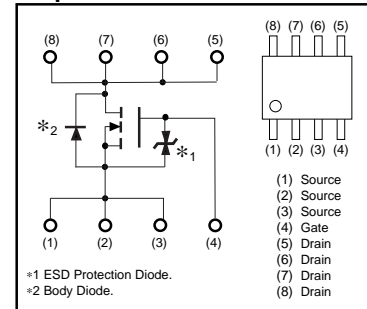 (8) (7) (6) (5)
(8) (7) (6) (5)
∗2
∗1
(1) (2) (3) (4)
(1) (2) (3) (4)
(1) Source
(2) Source
(3) Source
(4) Gate
(5) Drain
(6) Drain
(7) Drain
(8) Drain
∗1 ESD Protection Diode.
∗2 Body Diode.